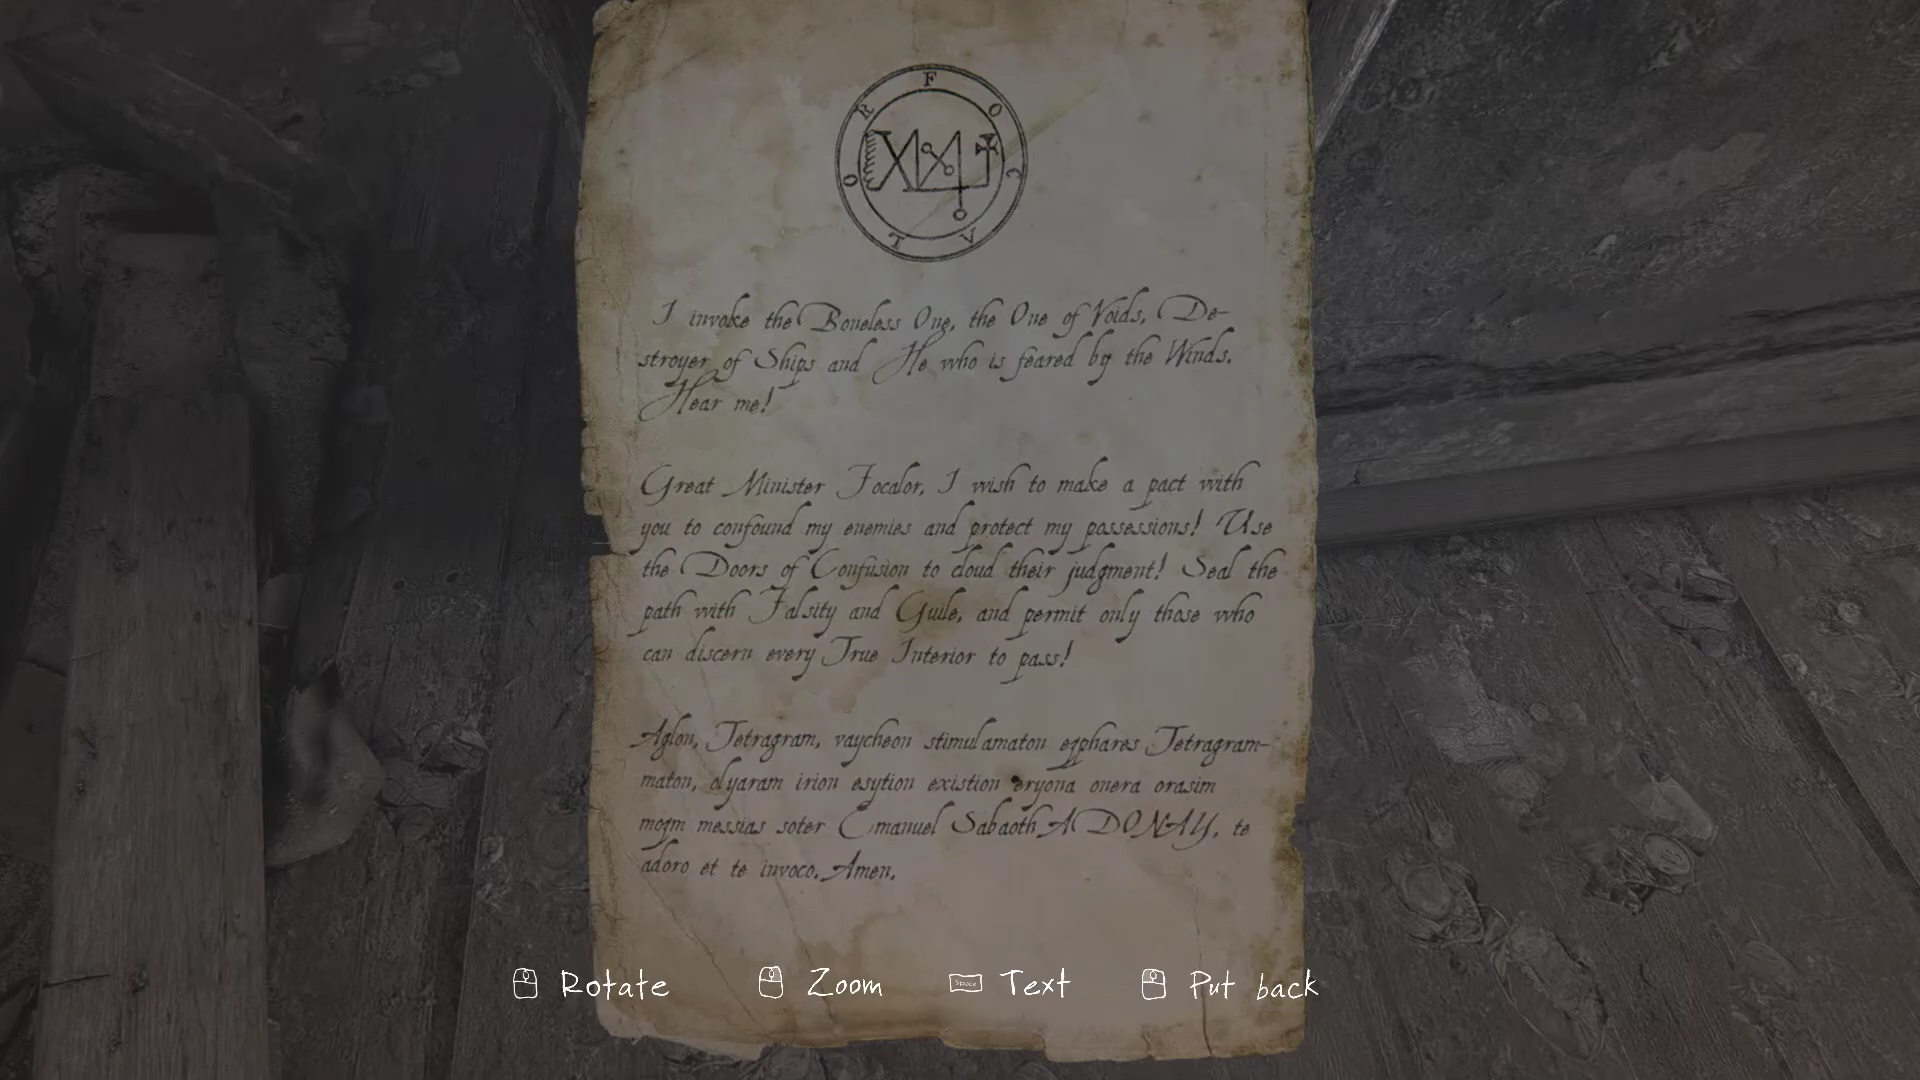 F O C A T O R
I invoke the Boneless One, the One of Voids, De-
stroyer of Ships and He who is feared by the Winds.
Hear me!
Great Minister Focalor, I wish to make a pact with
you to confound my enemies and protect my possessions! Use
the Doors of Confusion to cloud their judgment! Seal the
path with Falsity and Guile, and permit only those who
can discern every True Interior to pass!
Aglon, Tetragram, vaycheon stimulamaton ezphares Tetragram-
maton, olyaram irion esytion existion eryona onera orasim
mozm messias soter Emanuel Sabaoth ADONAY, te
adoro et te invoco. Amen.
Rotate Zoom Space Text Put back